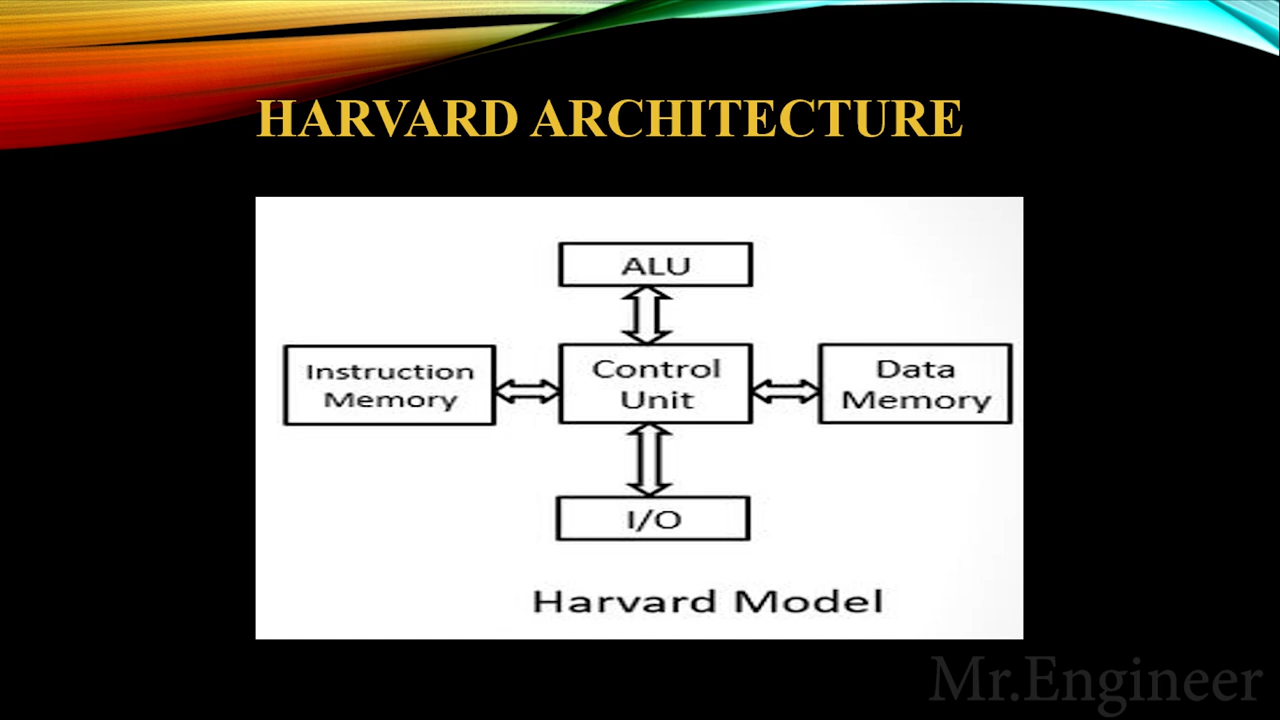 HARVARD ARCHITECTURE
ALU
Instruction
Memory
Control
Unit
Data
Memory
I/O
Harvard Model
Mr.Engineer